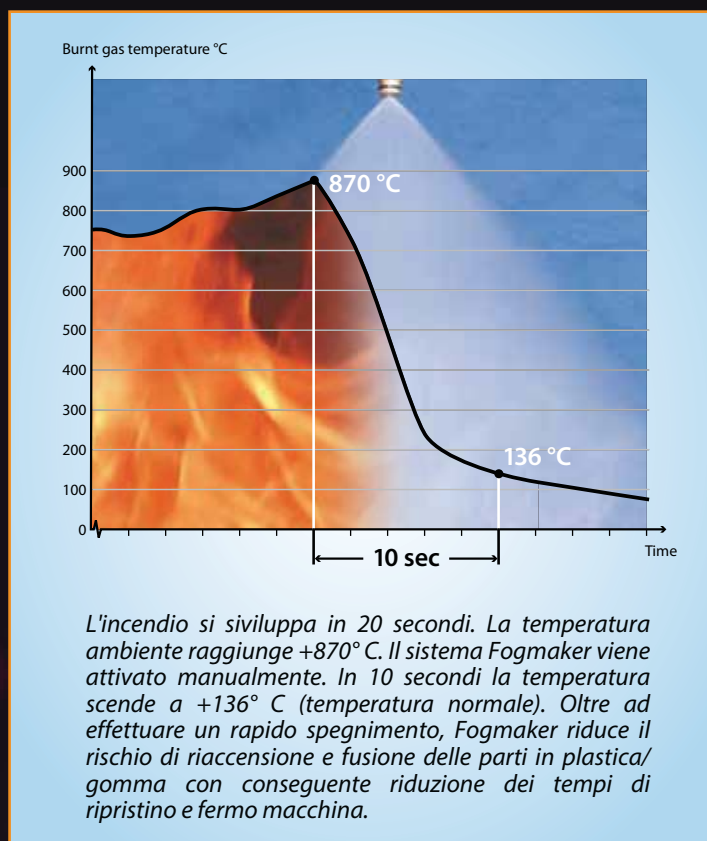 Burnt gas temperature °C
900
870 °C
800
700
600
500
400
300
200
136 °C
100
0
Time
10 sec
L'incendio si siviluppa in 20 secondi. La temperatura
ambiente raggiunge +870° C. Il sistema Fogmaker viene
attivato manualmente. In 10 secondi la temperatura
scende a +136° C (temperatura normale). Oltre ad
effettuare un rapido spegnimento, Fogmaker riduce il
rischio di riaccensione e fusione delle parti in plastica/
gomma con conseguente riduzione dei tempi di
ripristino e fermo macchina.